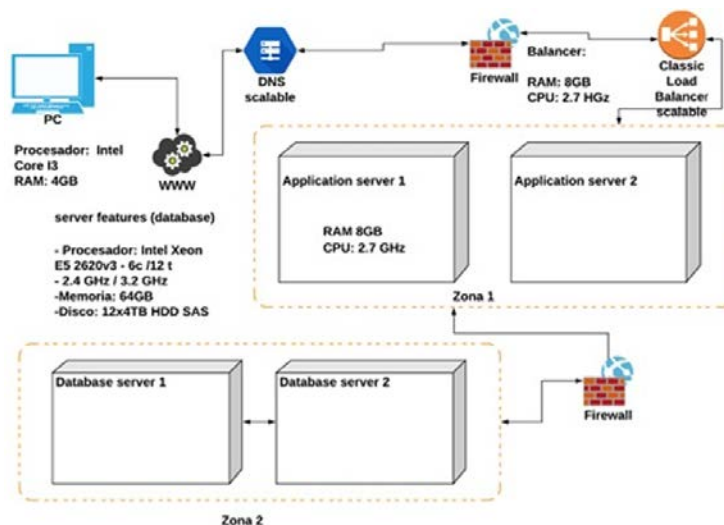 PC
Procesador: Intel
Core I3
RAM: 4GB
WWW
DNS
scalable
Firewall
Balancer:
RAM: 8GB
CPU: 2.7 HGz
Classic
Load
Balancer
scalable
server features (database)
- Procesador: Intel Xeon
E5 2620v3 - 6c /12 t
- 2.4 GHz / 3.2 GHz
-Memoria: 64GB
-Disco: 12x4TB HDD SAS
Application server 1
RAM 8GB
CPU: 2.7 GHz
Application server 2
Zona 1
Database server 1
Database server 2
Firewall
Zona 2